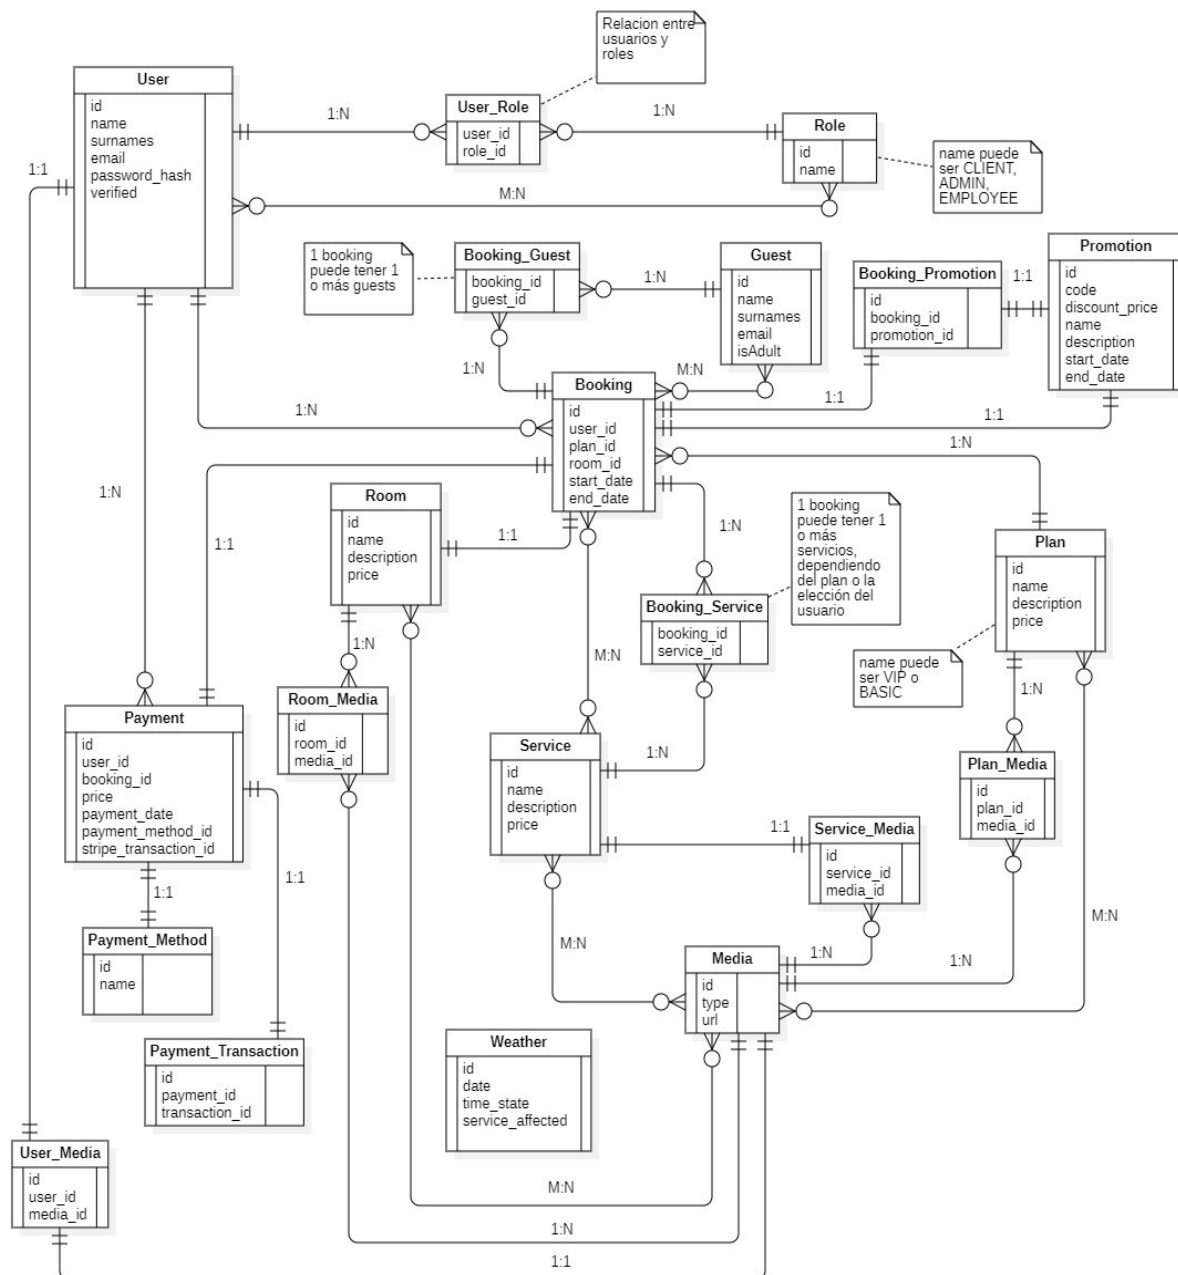 Relacion entre
usuarios y
roles
User
id
name
surnames
email
password_hash
verified
1:N
User_Role
user_id
role_id
1:N
Role
id
name
name puede
ser CLIENT,
ADMIN,
EMPLOYEE
1:1
M:N
1 booking
puede tener 1
o más guests
Booking_Guest
booking_id
guest_id
1:N
Guest
id
name
surnames
email
isAdult
Booking_Promotion
id
booking_id
promotion_id
1:1
Promotion
id
code
discount_price
name
description
start_date
end_date
1:N
M:N
1:1
1:1
1:N
Booking
id
user_id
plan_id
room_id
start_date
end_date
1:N
1:N
1:1
Room
id
name
description
price
1:1
1:N
1 booking
puede tener 1
o más
servicios,
dependiendo
del plan o la
elección del
usuario
Plan
id
name
description
price
Booking_Service
booking_id
service_id
name puede
ser VIP o
BASIC
1:N
M:N
1:N
Room_Media
id
room_id
media_id
Payment
id
user_id
booking_id
price
payment_date
payment_method_id
stripe_transaction_id
Service
id
name
description
price
1:N
Plan_Media
id
plan_id
media_id
1:1
Service_Media
id
service_id
media_id
1:1
1:1
Payment_Method
id
name
M:N
M:N
1:N
1:N
Media
id
type
url
Weather
id
date
time_state
service_affected
Payment_Transaction
id
payment_id
transaction_id
User_Media
id
user_id
media_id
M:N
1:N
1:1